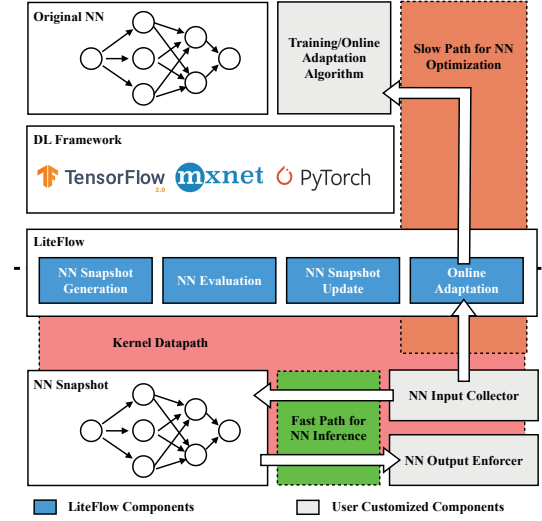 Original NN
Training/Online
Adaptation
Algorithm
Slow Path for NN
Optimization
DL Framework
TensorFlow
2.0
mxnet
PyTorch
LiteFlow
NN Snapshot
Generation
NN Evaluation
NN Snapshot
Update
Online
Adaptation
Kernel Datapath
NN Snapshot
Fast Path for
NN Inference
NN Input Collector
NN Output Enforcer
LiteFlow Components
User Customized Components